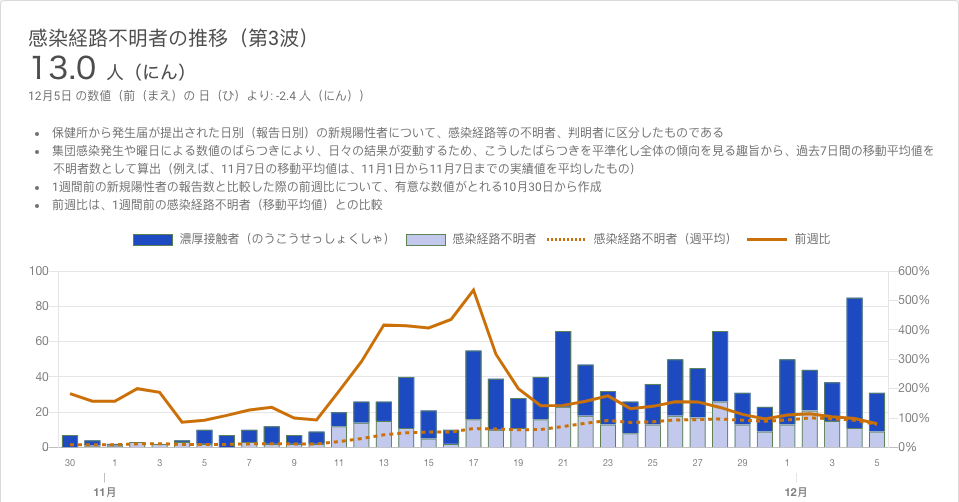 感染経路不明者の推移（第3波）
13.0 人（にん）
12月5日 の数値（前（まえ）の 日（ひ）より: -2.4 人（にん））
• 保健所から発生届が提出された日別（報告日別）の新規陽性者について、感染経路等の不明者、判明者に区分したものである
• 集団感染発生や曜日による数値のばらつきにより、日々の結果が変動するため、こうしたばらつきを平準化し全体の傾向を見る趣旨から、過去7日間の移動平均値を
不明者数として算出（例えば、11月7日の移動平均値は、11月1日から11月7日までの実績値を平均したもの）
• 1週間前の新規陽性者の報告数と比較した際の前週比について、有意な数値がとれる10月30日から作成
• 前週比は、1週間前の感染経路不明者（移動平均値）との比較
濃厚接触者（のうこうせっしょくしゃ） 感染経路不明者 感染経路不明者（週平均） 前週比
100 600%
500%
80
400%
60
300%
40
200%
20
100%
0 0%
30 1 3 5 7 9 11 13 15 17 19 21 23 25 27 29 1 3 5
11月 12月